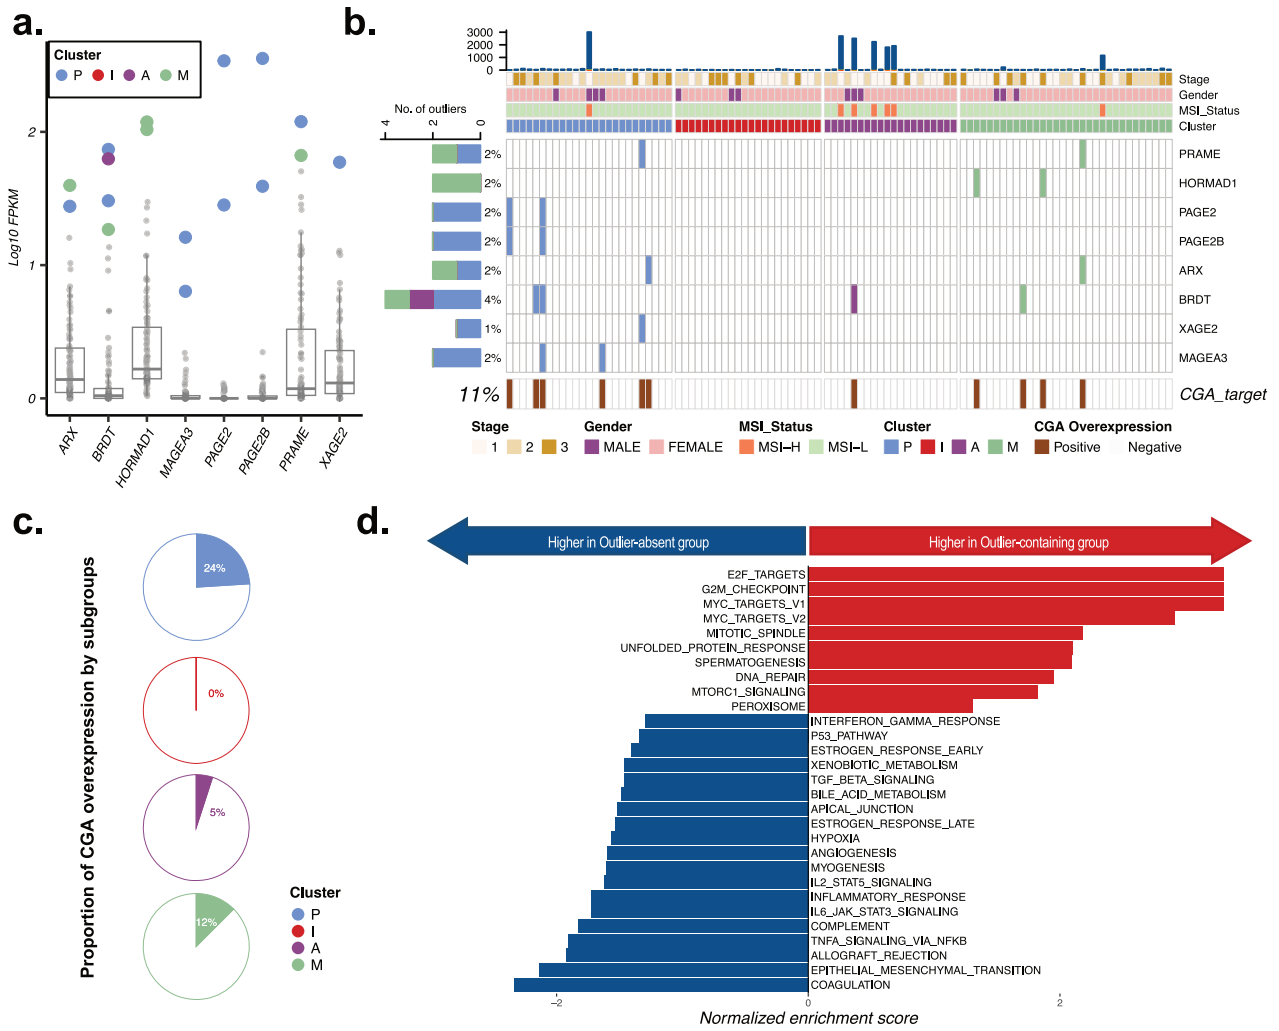 a.
Cluster
P I A M
Log10 FPKM
2
1
0
ARX
BRDT
HORMAD1
MAGEA3
PAGE2
PAGE2B
PRAME
XAGE2
b.
3000
2000
1000
0
Stage
Gender
MSI_Status
Cluster
No. of outliers
4 2 0
2% PRAME
2% HORMAD1
2% PAGE2
2% PAGE2B
2% ARX
4% BRDT
1% XAGE2
2% MAGEA3
11% CGA_target
Stage Gender MSI_Status Cluster CGA Overexpression
1 2 3 MALE FEMALE MSI–H MSI–L P I A M Positive Negative
c.
Proportion of CGA overexpression by subgroups
24%
0%
5%
12%
Cluster
P
I
A
M
d.
Higher in Outlier-absent group Higher in Outlier-containing group
E2F_TARGETS
G2M_CHECKPOINT
MYC_TARGETS_V1
MYC_TARGETS_V2
MITOTIC_SPINDLE
UNFOLDED_PROTEIN_RESPONSE
SPERMATOGENESIS
DNA_REPAIR
MTORC1_SIGNALING
PEROXISOME
INTERFERON_GAMMA_RESPONSE
P53_PATHWAY
ESTROGEN_RESPONSE_EARLY
XENOBIOTIC_METABOLISM
TGF_BETA_SIGNALING
BILE_ACID_METABOLISM
APICAL_JUNCTION
ESTROGEN_RESPONSE_LATE
HYPOXIA
ANGIOGENESIS
MYOGENESIS
IL2_STAT5_SIGNALING
INFLAMMATORY_RESPONSE
IL6_JAK_STAT3_SIGNALING
COMPLEMENT
TNFA_SIGNALING_VIA_NFKB
ALLOGRAFT_REJECTION
EPITHELIAL_MESENCHYMAL_TRANSITION
COAGULATION
–2 0 2
Normalized enrichment score